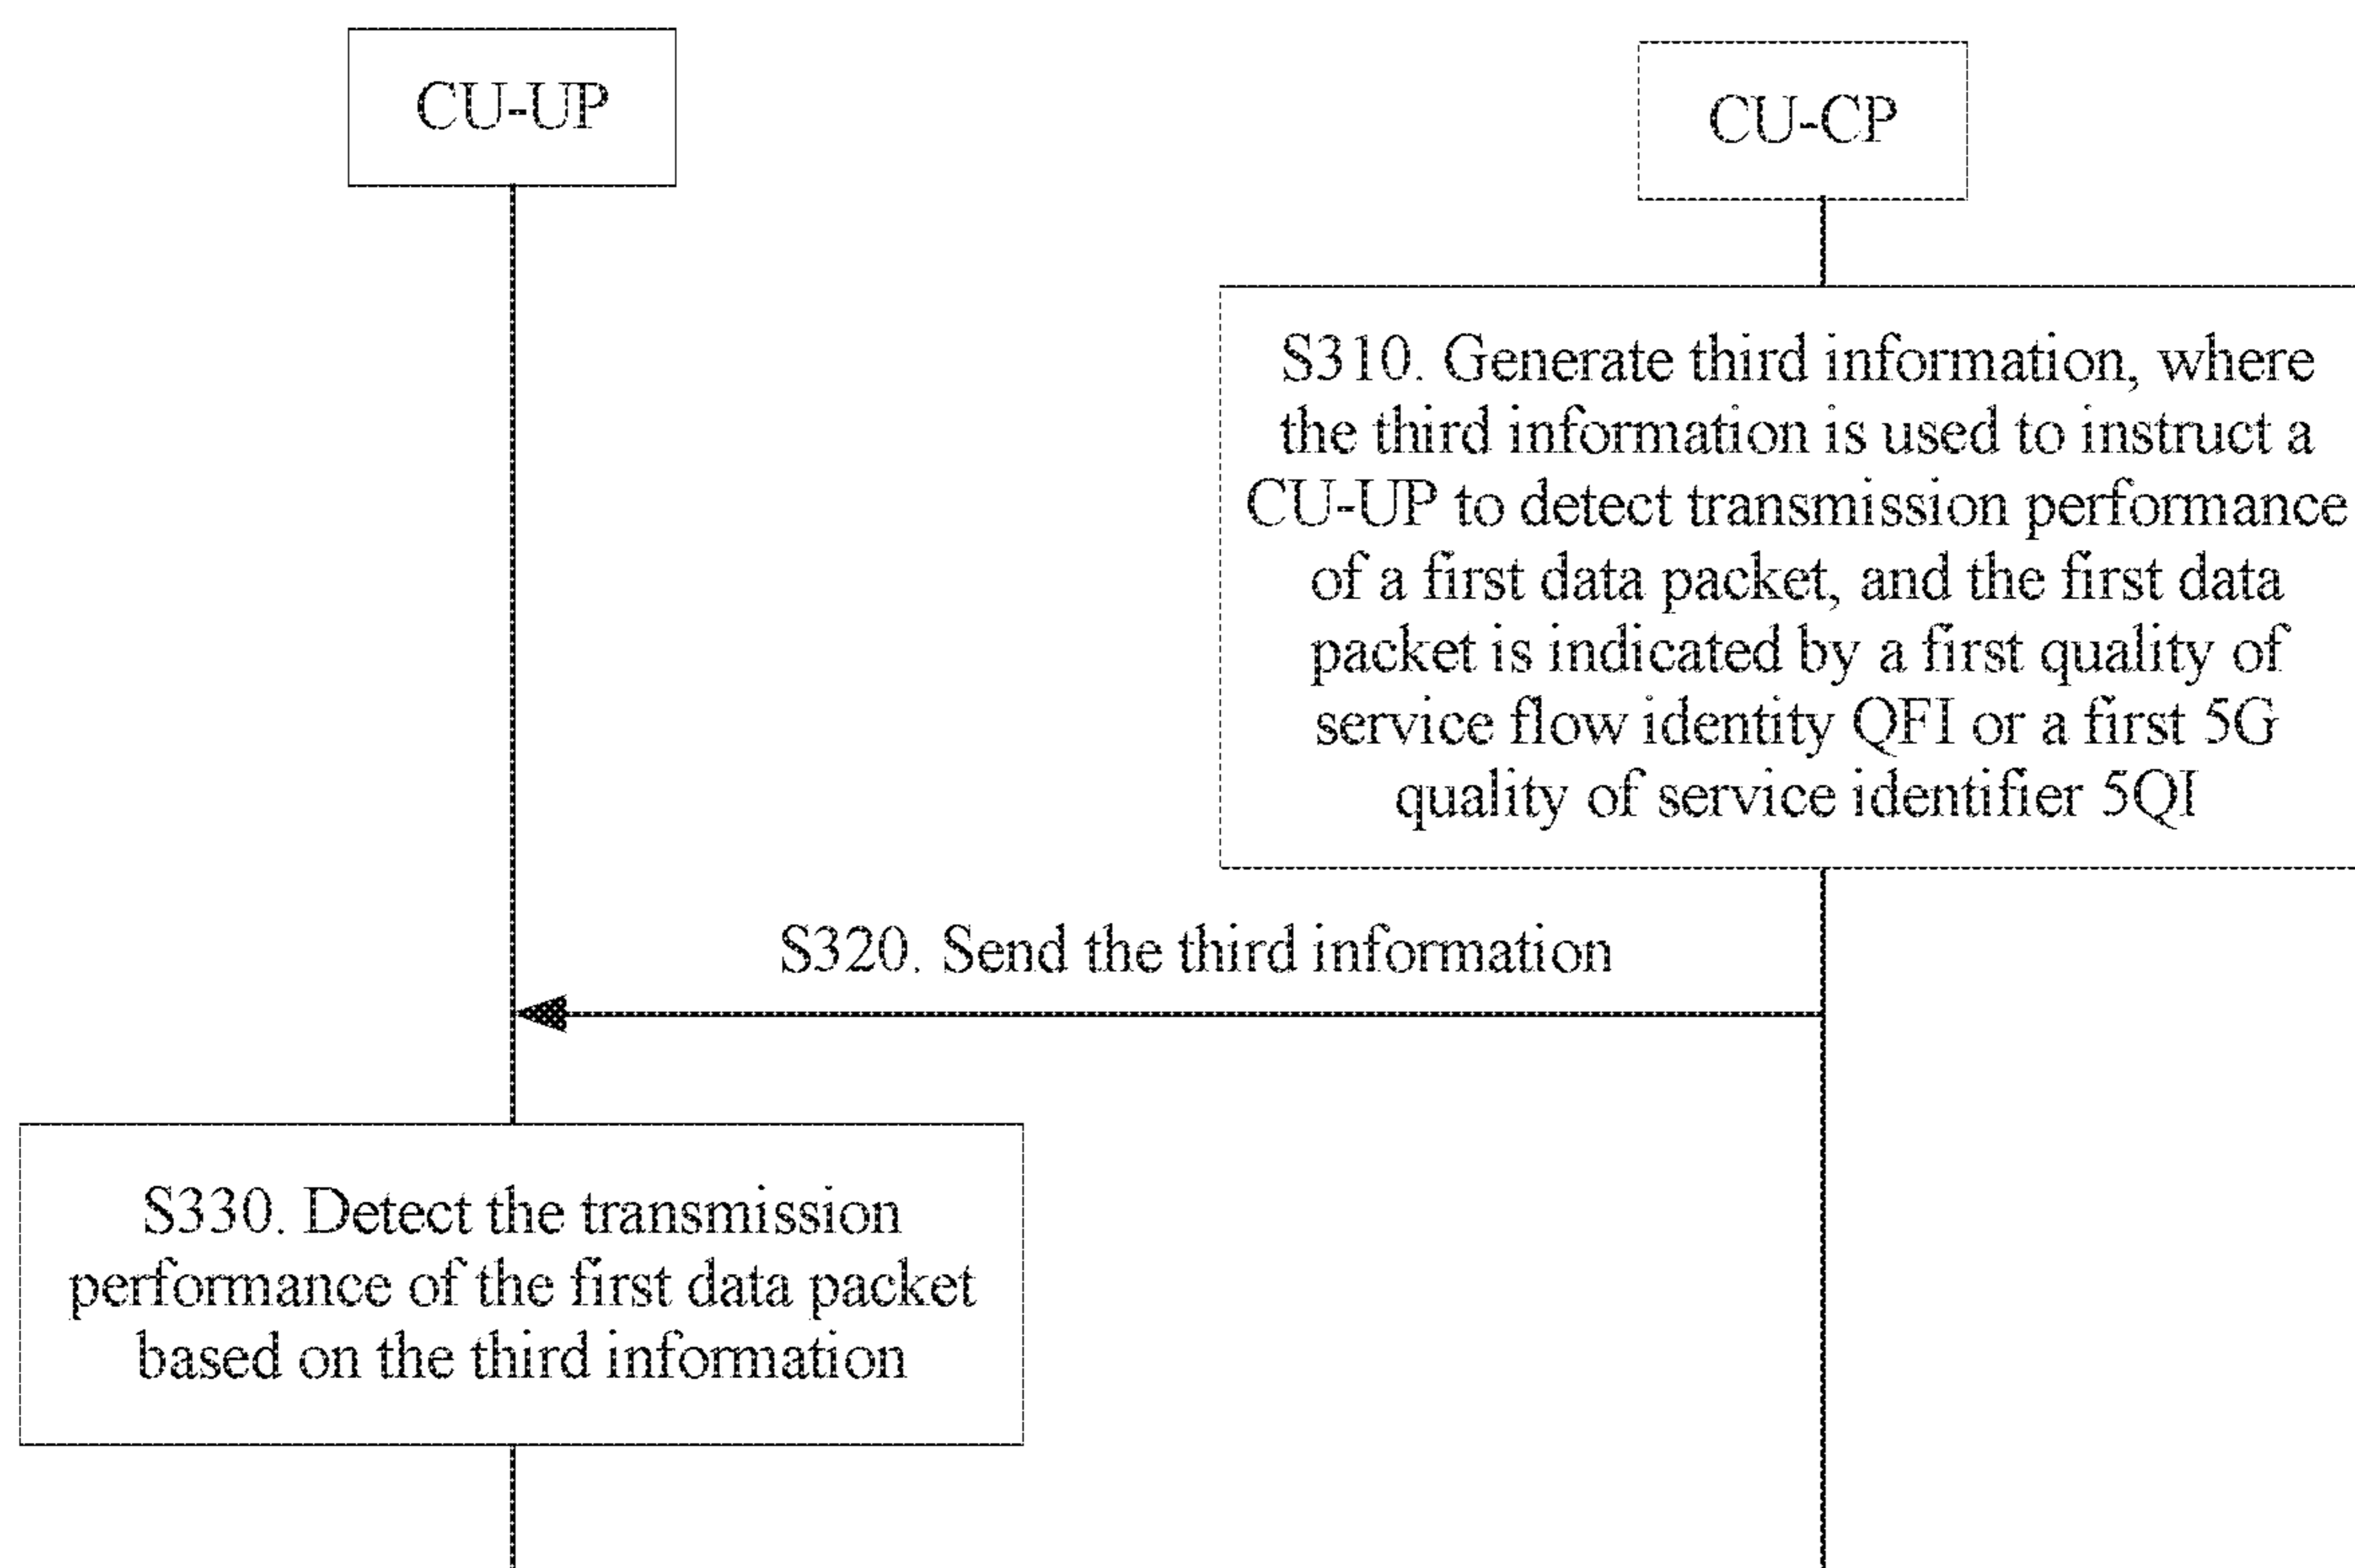 CU-UP
CU-CP
S310. Generate third information, where
the third information is used to instruct a
CU-UP to detect transmission performance
of a first data packet, and the first data
packet is indicated by a first quality of
service flow identity QFI or a first 5G
quality of service identifier 5QI
S320. Send the third information
S330. Detect the transmission
performance of the first data packet
based on the third information